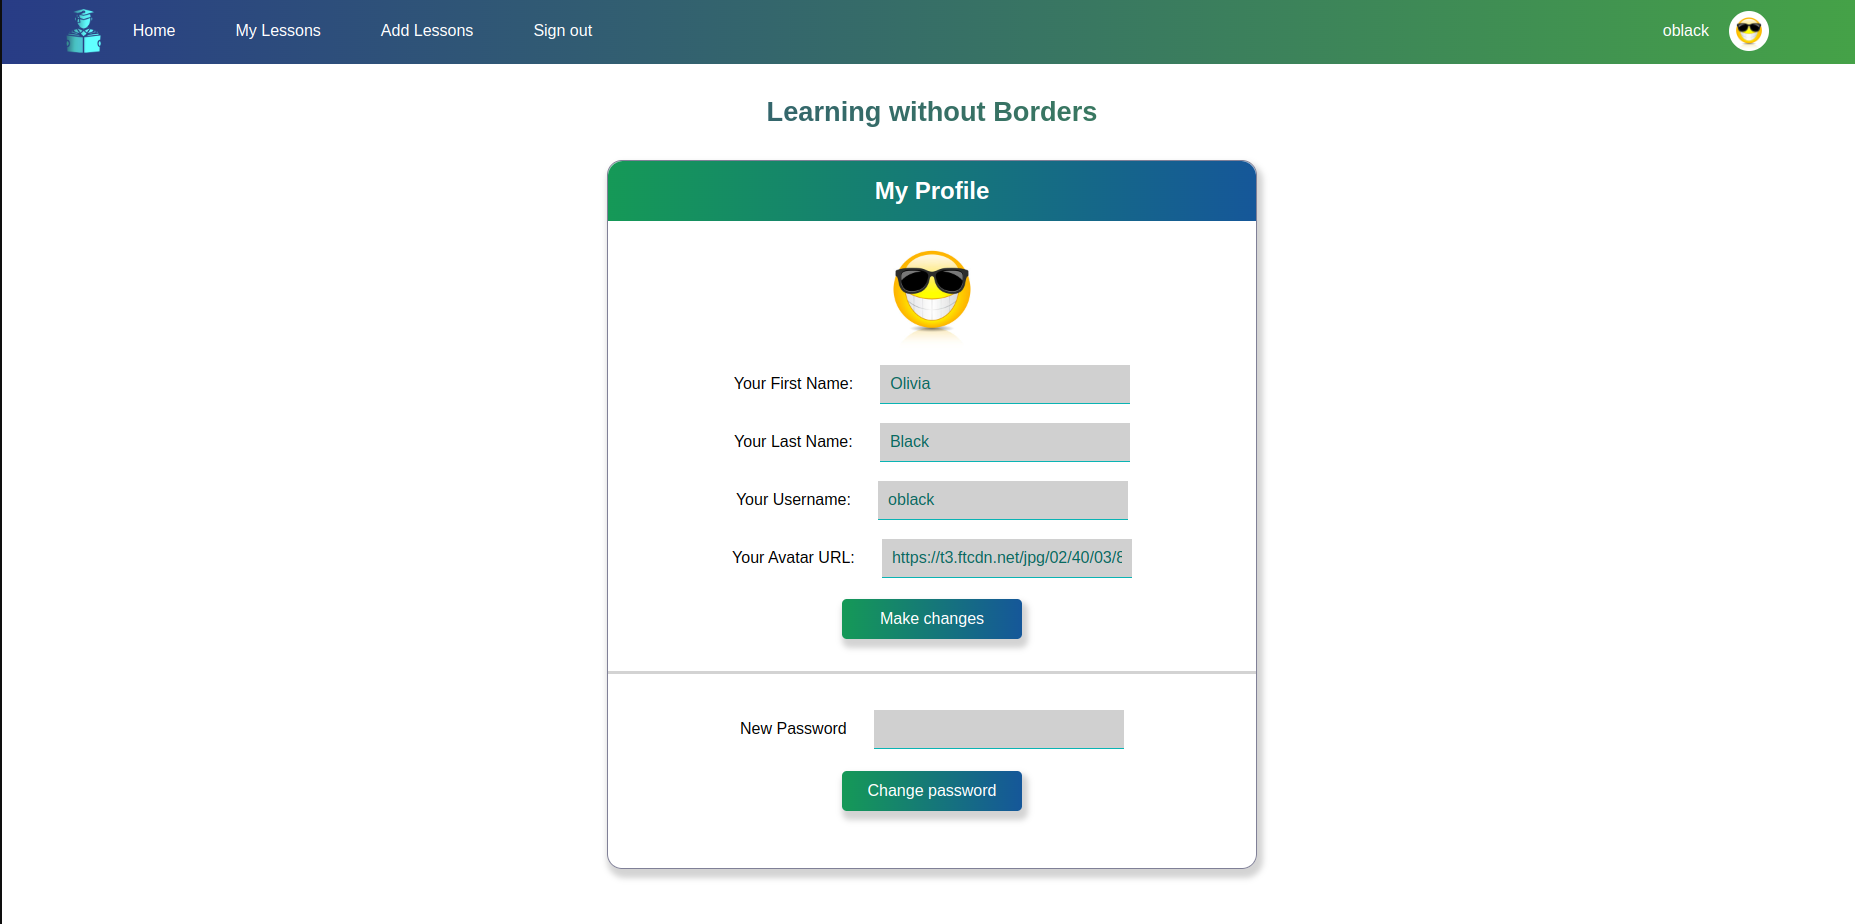 Home My Lessons Add Lessons Sign out oblack
Learning without Borders
My Profile
Your First Name: Olivia
Your Last Name: Black
Your Username: oblack
Your Avatar URL: https://t3.ftcdn.net/jpg/02/40/03/8
Make changes
New Password
Change password